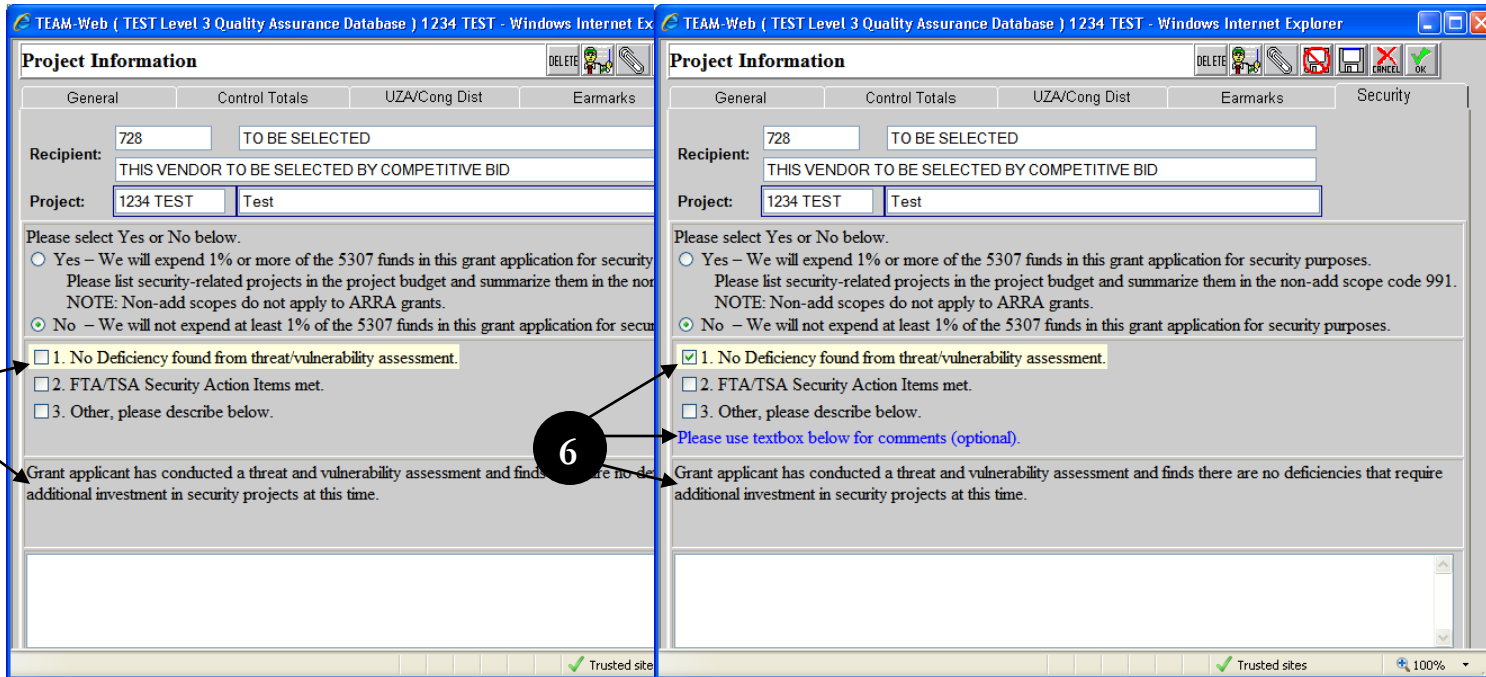 TEAM-Web ( TEST Level 3 Quality Assurance Database ) 1234 TEST - Windows Internet Ex
Project Information
DELETE
General Control Totals UZA/Cong Dist Earmarks
728 TO BE SELECTED
Recipient:
THIS VENDOR TO BE SELECTED BY COMPETITIVE BID
Project: 1234 TEST Test
Please select Yes or No below.
Yes – We will expend 1% or more of the 5307 funds in this grant application for security
Please list security-related projects in the project budget and summarize them in the non
NOTE: Non-add scopes do not apply to ARRA grants.
No – We will not expend at least 1% of the 5307 funds in this grant application for secur
1. No Deficiency found from threat/vulnerability assessment.
2. FTA/TSA Security Action Items met.
3. Other, please describe below.
Grant applicant has conducted a threat and vulnerability assessment and finds re no de
additional investment in security projects at this time.
Trusted site
TEAM-Web ( TEST Level 3 Quality Assurance Database ) 1234 TEST - Windows Internet Explorer
Project Information
DELETE CANCEL OK
General Control Totals UZA/Cong Dist Earmarks Security
728 TO BE SELECTED
Recipient:
THIS VENDOR TO BE SELECTED BY COMPETITIVE BID
Project: 1234 TEST Test
Please select Yes or No below.
Yes – We will expend 1% or more of the 5307 funds in this grant application for security purposes.
Please list security-related projects in the project budget and summarize them in the non-add scope code 991.
NOTE: Non-add scopes do not apply to ARRA grants.
No – We will not expend at least 1% of the 5307 funds in this grant application for security purposes.
1. No Deficiency found from threat/vulnerability assessment.
2. FTA/TSA Security Action Items met.
3. Other, please describe below.
6
Please use textbox below for comments (optional).
Grant applicant has conducted a threat and vulnerability assessment and finds there are no deficiencies that require
additional investment in security projects at this time.
Trusted sites 100%